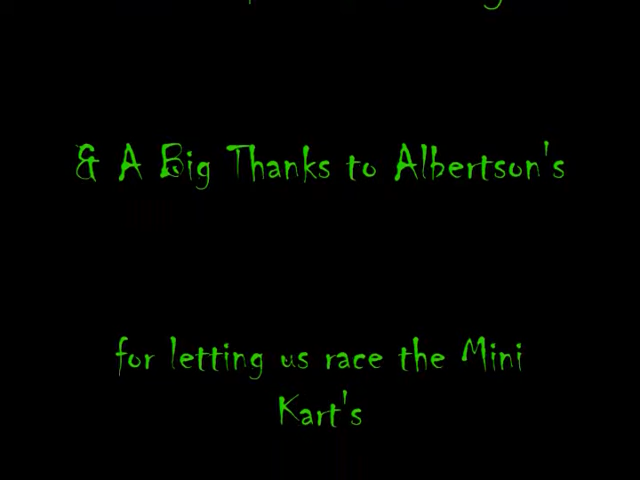 & A Big Thanks to Albertson's
for letting us race the Mini
Kart's